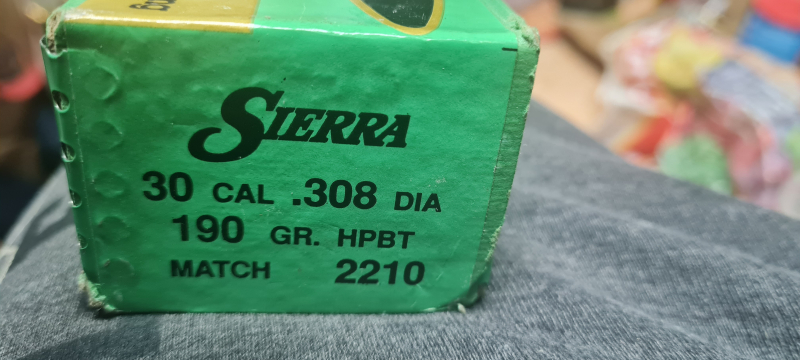 SIERRA
30 CAL .308 DIA
190 GR. HPBT
MATCH 2210